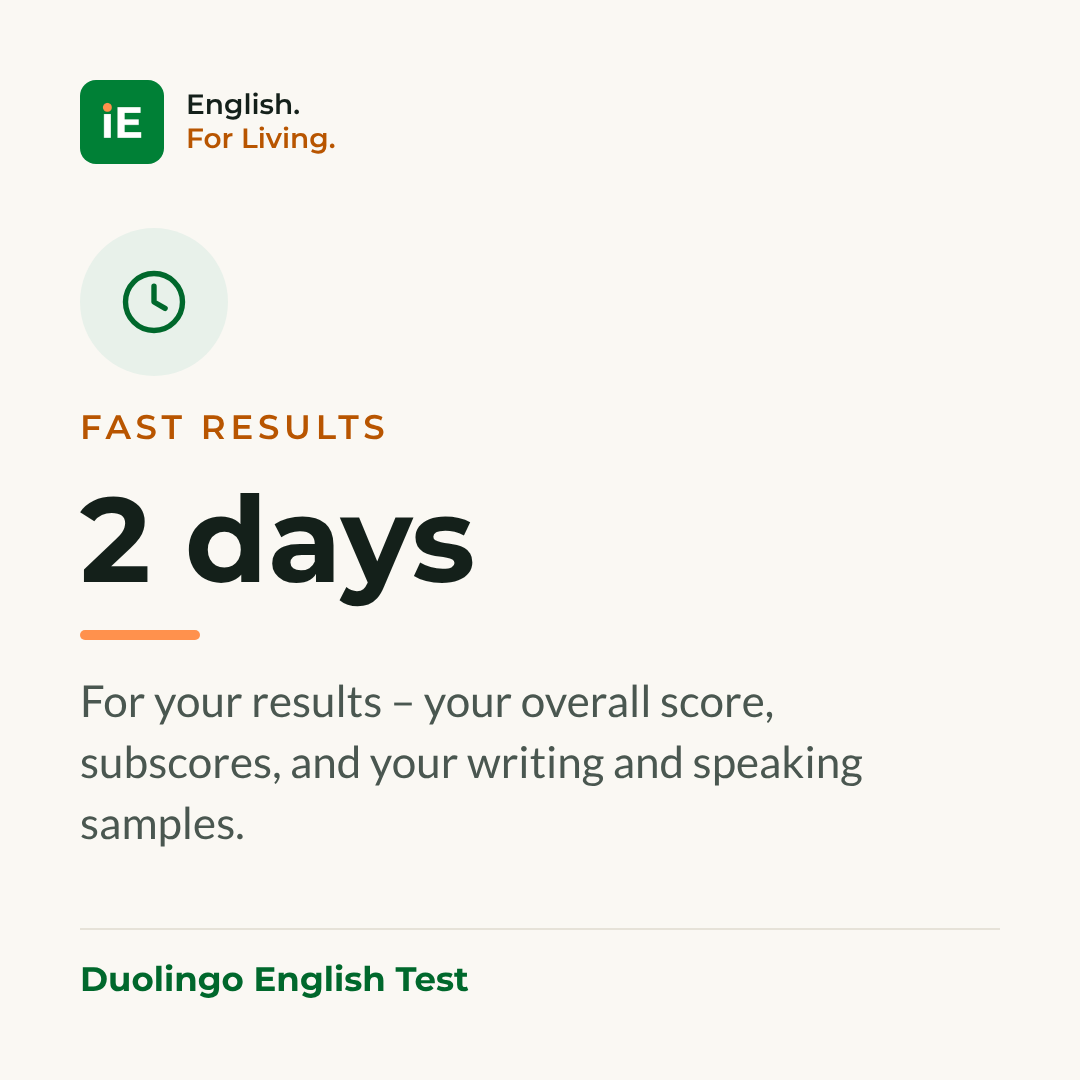 iE
English.
For Living.
FAST RESULTS
2 days
For your results – your overall score,
subscores, and your writing and speaking
samples.
Duolingo English Test